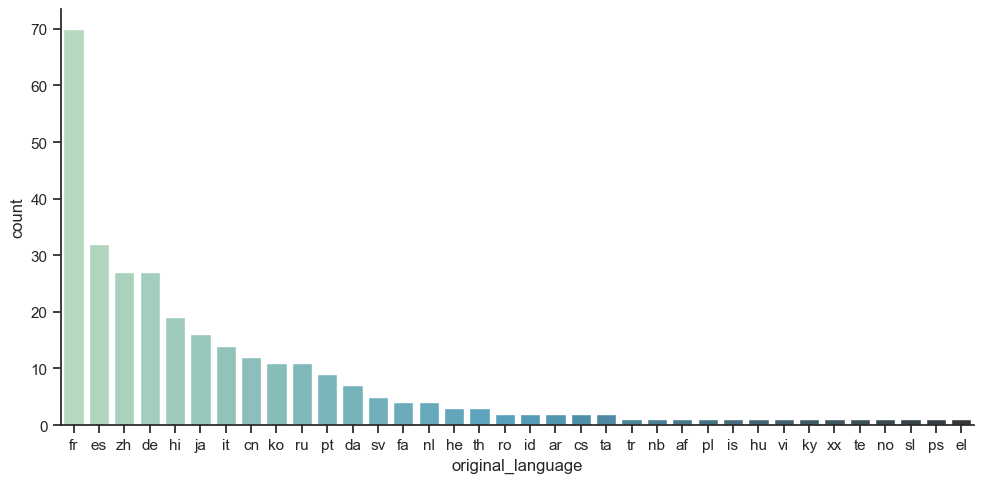 count
70
60
50
40
30
20
10
0
fr es zh de hi ja it cn ko ru pt da sv fa nl he th ro id ar cs ta tr nb af pl is hu vi ky xx te no sl ps el
original_language